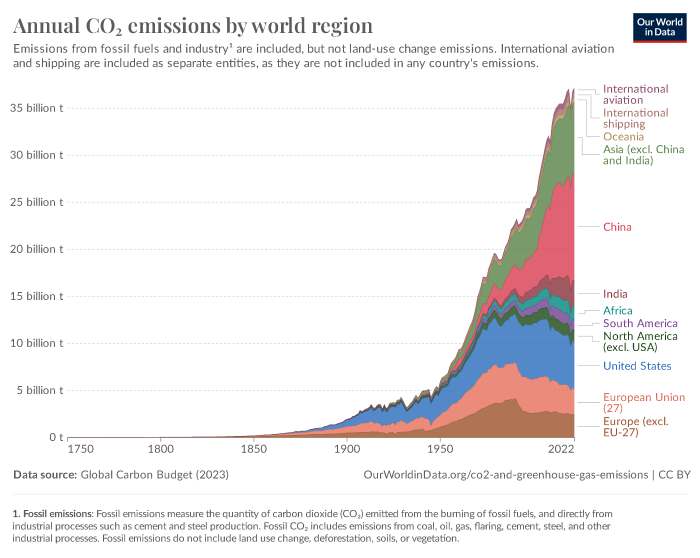 Annual CO₂ emissions by world region
Our World
in Data
Emissions from fossil fuels and industry¹ are included, but not land-use change emissions. International aviation
and shipping are included as separate entities, as they are not included in any country's emissions.
35 billion t
30 billion t
25 billion t
20 billion t
15 billion t
10 billion t
5 billion t
0 t
1750
1800
1850
1900
1950
2022
International
aviation
International
shipping
Oceania
Asia (excl. China
and India)
China
India
Africa
South America
North America
(excl. USA)
United States
European Union
(27)
Europe (excl.
EU-27)
Data source: Global Carbon Budget (2023)
OurWorldinData.org/co2-and-greenhouse-gas-emissions | CC BY
1. Fossil emissions: Fossil emissions measure the quantity of carbon dioxide (CO₂) emitted from the burning of fossil fuels, and directly from
industrial processes such as cement and steel production. Fossil CO₂ includes emissions from coal, oil, gas, flaring, cement, steel, and other
industrial processes. Fossil emissions do not include land use change, deforestation, soils, or vegetation.